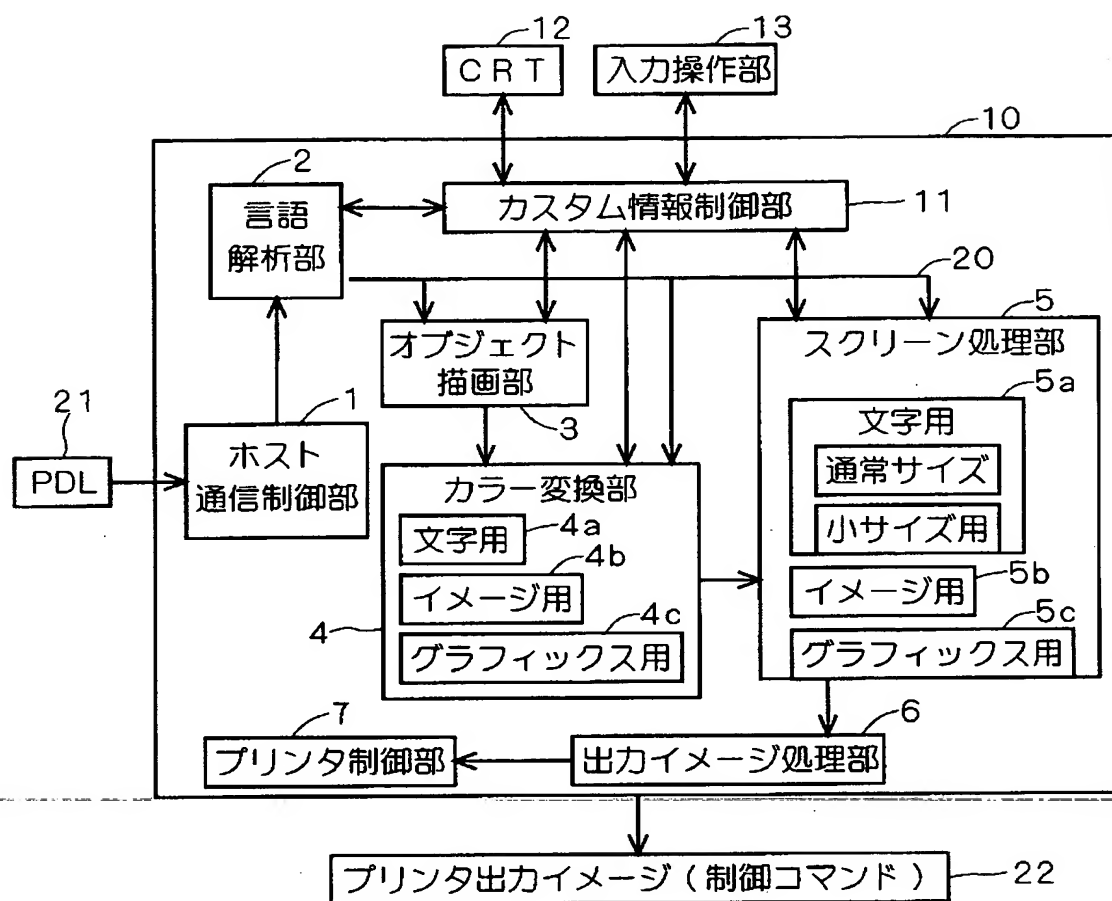 12
13
CRT
入力操作部
10
2
言語
解析部
カスタム情報制御部
11
20
オブジェクト
描画部
3
5
スクリーン処理部
5a
文字用
通常サイズ
小サイズ用
5b
イメージ用
5c
グラフィックス用
21
PDL
1
ホスト
通信制御部
カラー変換部
4a
文字用
4b
イメージ用
4
4c
グラフィックス用
7
プリンタ制御部
6
出力イメージ処理部
プリンタ出力イメージ(制御コマンド)
22